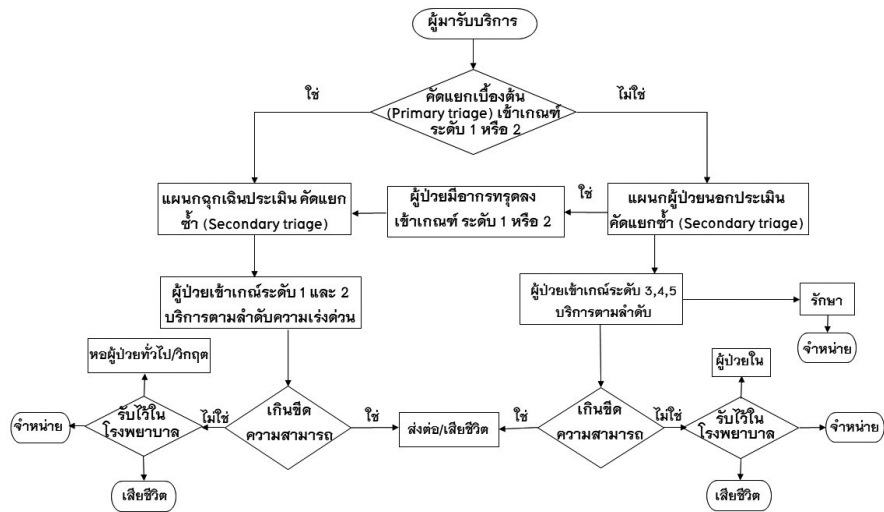 ผู้มารับบริการ
ใช่
คัดแยกเบื้องต้น
(Primary triage) เข้าเกณฑ์
ระดับ 1 หรือ 2
ไม่ใช่
แผนกฉุกเฉินประเมิน คัดแยก
ซ้ำ (Secondary triage)
ผู้ป่วยมีอาการทรุดลง
เข้าเกณฑ์ ระดับ 1 หรือ 2
ใช่
แผนกผู้ป่วยนอกประเมิน
คัดแยกซ้ำ (Secondary triage)
ผู้ป่วยเข้าเกณ์ระดับ 1 และ 2
บริการตามลำดับความเร่งด่วน
ผู้ป่วยเข้าเกณ์ระดับ 3,4,5
บริการตามลำดับ
รักษา
จำหน่าย
หอผู้ป่วยทั่วไป/วิกฤต
ผู้ป่วยใน
จำหน่าย
รับไว้ใน
โรงพยาบาล
ไม่ใช่
เกินขีด
ความสามารถ
ใช่
ส่งต่อ/เสียชีวิต
ใช่
เกินขีด
ความสามารถ
ไม่ใช่
รับไว้ใน
โรงพยาบาล
จำหน่าย
เสียชีวิต
เสียชีวิต